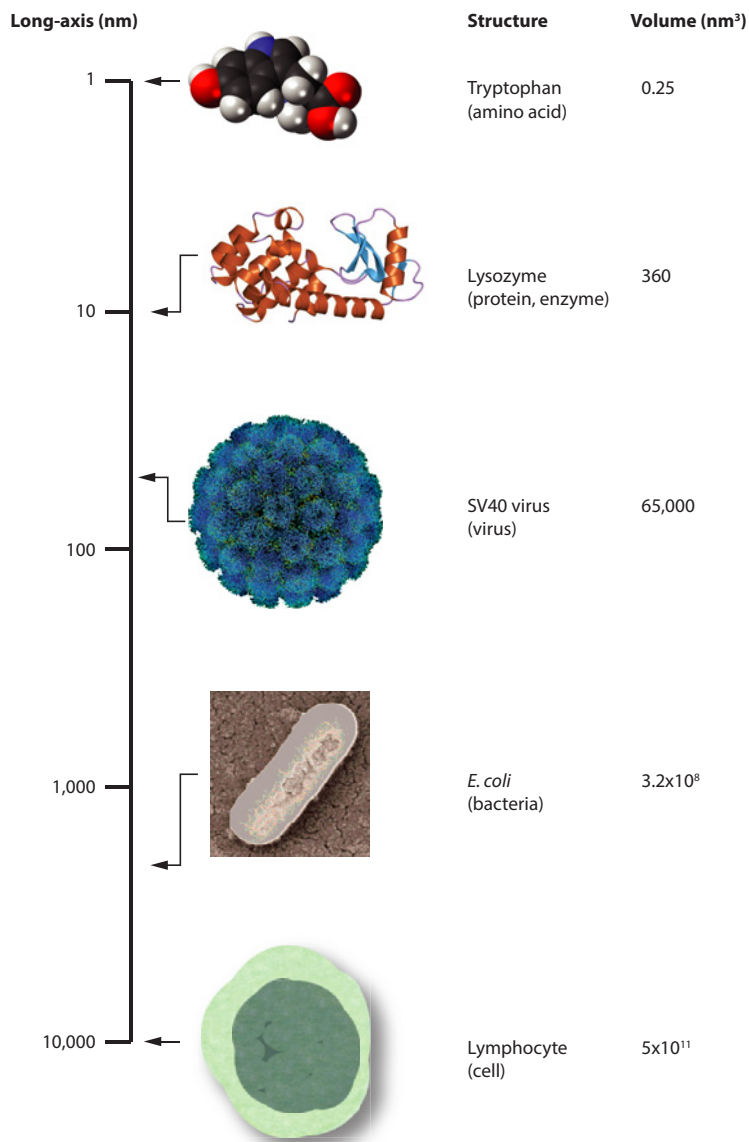 Long-axis (nm) Structure Volume (nm³)
1 Tryptophan 0.25
(amino acid)
Lysozyme 360
(protein, enzyme)
10
SV40 virus 65,000
(virus)
100
1,000 E. coli 3.2x10⁸
(bacteria)
10,000 Lymphocyte 5x10¹¹
(cell)